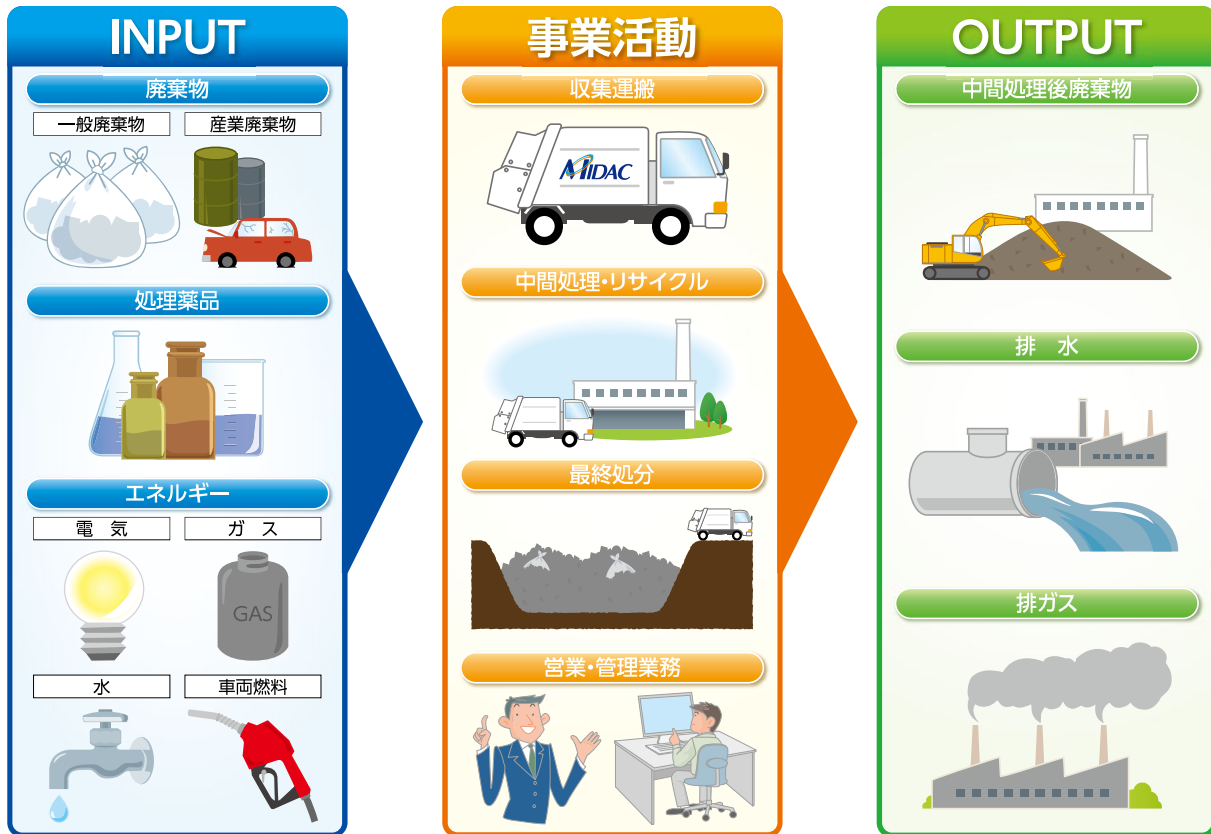 INPUT
廃棄物
一般廃棄物
産業廃棄物
処理薬品
エネルギー
電 気
ガ ス
GAS
水
車両燃料
事業活動
収集運搬
MIDAC
中間処理・リサイクル
最終処分
営業・管理業務
OUTPUT
中間処理後廃棄物
排 水
排ガス